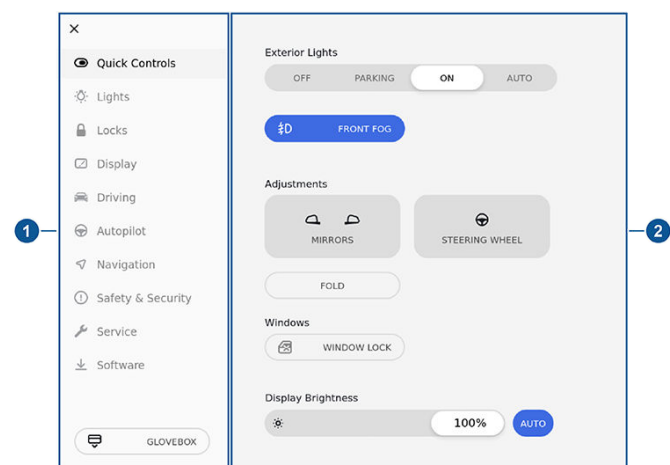 ×
Quick Controls
Lights
Locks
Display
Driving
Autopilot
Navigation
Safety & Security
Service
Software
GLOVEBOX
1
Exterior Lights
OFF PARKING ON AUTO
FRONT FOG
Adjustments
MIRRORS STEERING WHEEL
FOLD
Windows
WINDOW LOCK
Display Brightness
100% AUTO
2